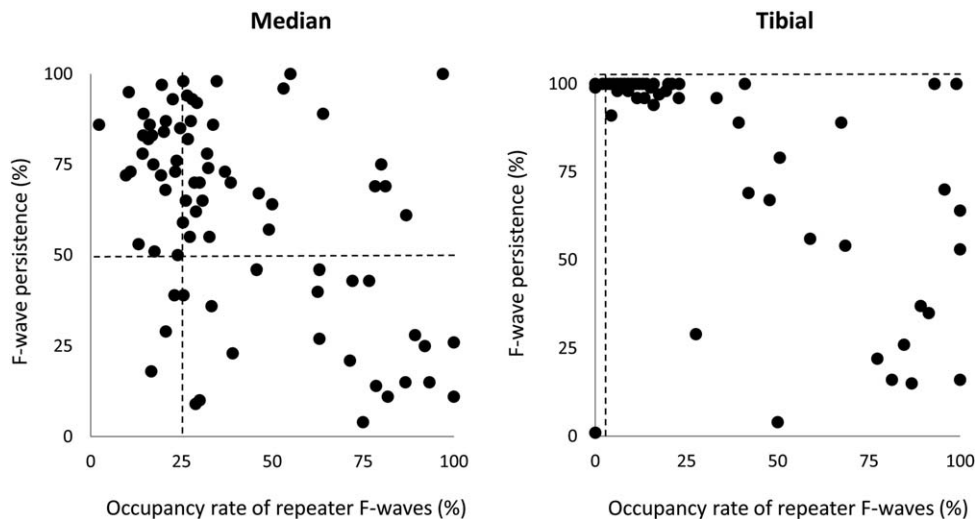 Median
100
75
50
25
0
F-wave persistence (%)
0 25 50 75 100
Occupancy rate of repeater F-waves (%)
Tibial
100
75
50
25
0
F-wave persistence (%)
0 25 50 75 100
Occupancy rate of repeater F-waves (%)